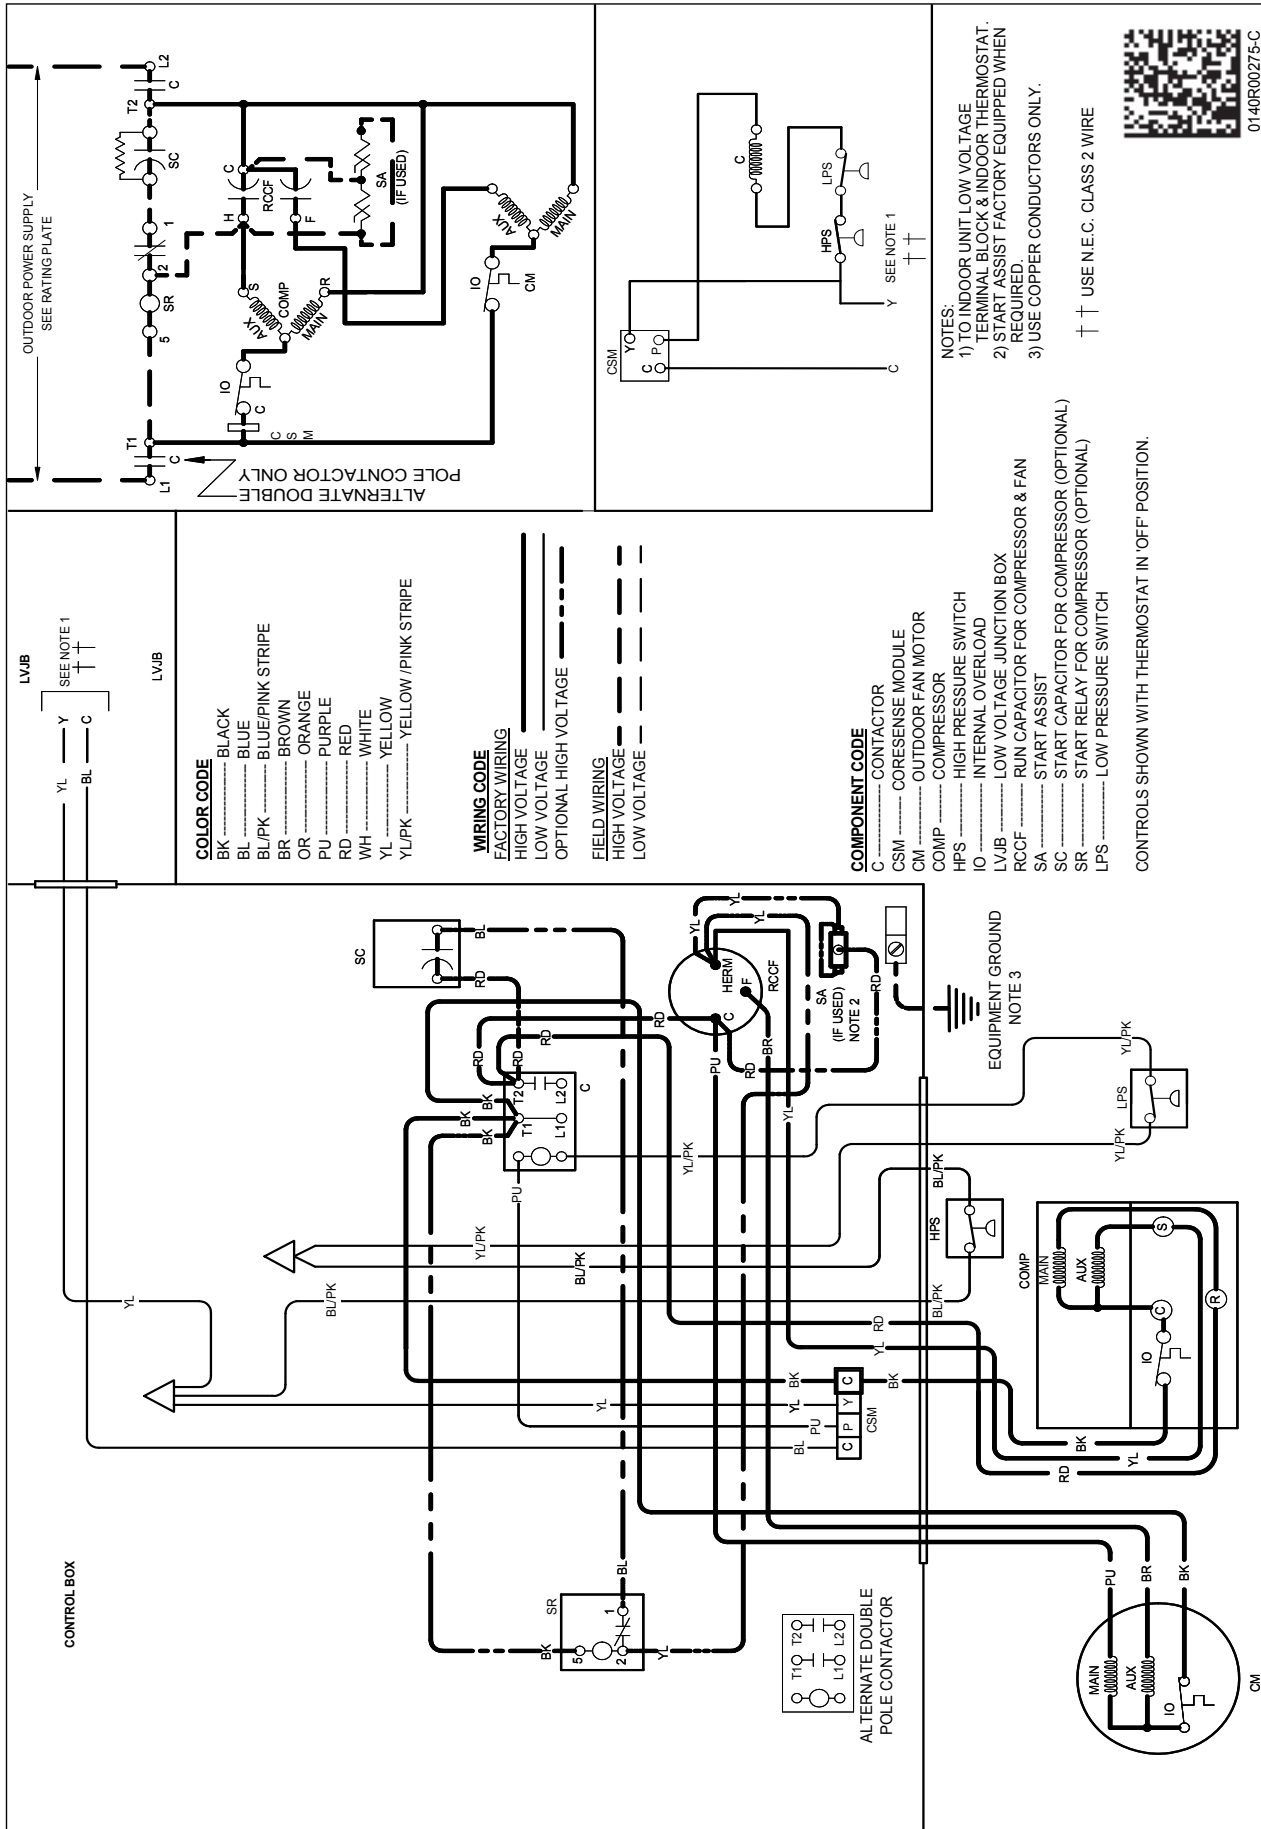 CONTROL BOX
LVJB
YL
Y
BL
C
SEE NOTE 1
††
LVJB
COLOR CODE
BK ---------- BLACK
BL ---------- BLUE
BL/PK -------- BLUE/PINK STRIPE
BR ---------- BROWN
OR ---------- ORANGE
PU ---------- PURPLE
RD ---------- RED
WH ---------- WHITE
YL ---------- YELLOW
YL/PK ---------- YELLOW /PINK STRIPE
WIRING CODE
FACTORY WIRING
HIGH VOLTAGE
LOW VOLTAGE
OPTIONAL HIGH VOLTAGE
FIELD WIRING
HIGH VOLTAGE
LOW VOLTAGE
COMPONENT CODE
C ---------- CONTACTOR
CSM -------- CORESENSE MODULE
CM ---------- OUTDOOR FAN MOTOR
COMP -------- COMPRESSOR
HPS ---------- HIGH PRESSURE SWITCH
IO ---------- INTERNAL OVERLOAD
LVJB ---------- LOW VOLTAGE JUNCTION BOX
RCCF ---------- RUN CAPACITOR FOR COMPRESSOR & FAN
SA ---------- START ASSIST
SC ---------- START CAPACITOR FOR COMPRESSOR (OPTIONAL)
SR ---------- START RELAY FOR COMPRESSOR (OPTIONAL)
LPS -------- LOW PRESSURE SWITCH
CONTROLS SHOWN WITH THERMOSTAT IN 'OFF' POSITION.
OUTDOOR POWER SUPPLY
SEE RATING PLATE
L1
C
T1
5
SR
2
1
SC
T2
C
L2
ALTERNATE DOUBLE
POLE CONTACTOR ONLY
C
S
M
C
IO
AUX
COMP
MAIN
S
R
H
C
RCCF
F
SA
(IF USED)
IO
CM
AUX
MAIN
CSM
Y
C
P
C
HPS
LPS
C
Y
SEE NOTE 1
††
NOTES:
1) TO INDOOR UNIT LOW VOLTAGE
TERMINAL BLOCK & INDOOR THERMOSTAT.
2) START ASSIST FACTORY EQUIPPED WHEN
REQUIRED.
3) USE COPPER CONDUCTORS ONLY.
†† USE N.E.C. CLASS 2 WIRE
0140R00275-C
SC
RD
BL
YL
BL/PK
YL/PK
BL/PK
BK
BK
BK
RD
RD
RD
RD
T1
T2
L1
L2
C
PU
YL/PK
HERM
C
F
RCCF
YL
YL
YL
RD
PU
RD
BR
YL
SA
(IF USED)
NOTE 2
RD
EQUIPMENT GROUND
NOTE 3
SR
5
2
1
BK
BL
YL
YL
BL
PU
YL
BK
C
P
Y
C
CSM
BK
RD
YL
BL/PK
BL/PK
HPS
YL/PK
YL/PK
LPS
ALTERNATE DOUBLE
POLE CONTACTOR
T1
T2
L1
L2
COMP
MAIN
AUX
S
C
R
IO
BK
YL
RD
PU
BR
BK
MAIN
AUX
IO
CM